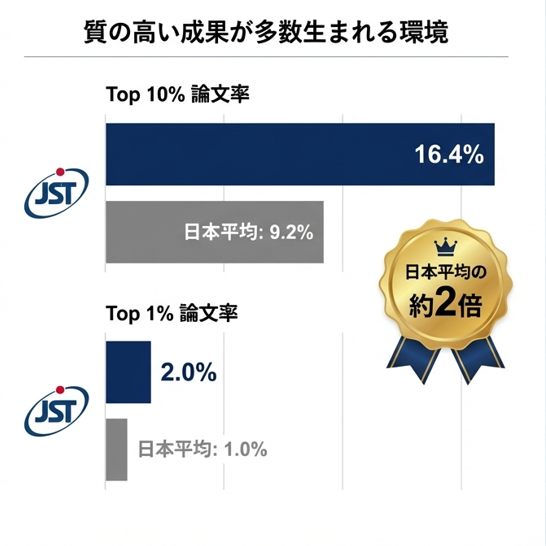 質の高い成果が多数生まれる環境
Top 10% 論文率
JST
16.4%
日本平均: 9.2%
日本平均の
約2倍
Top 1% 論文率
JST
2.0%
日本平均: 1.0%